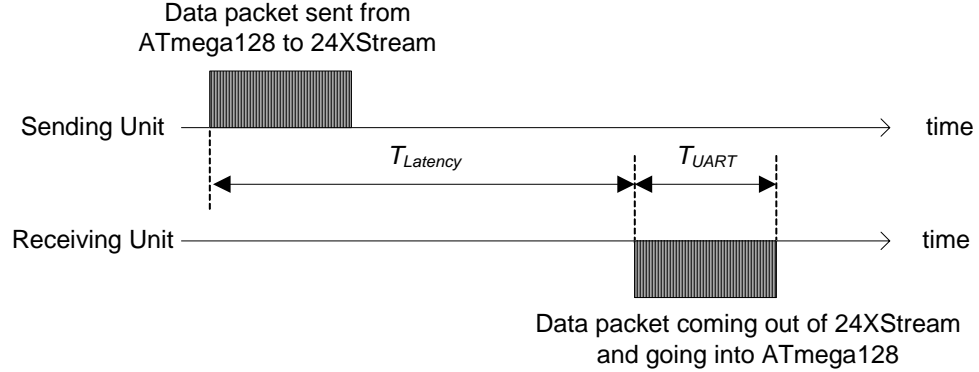 Data packet sent from
ATmega128 to 24XStream
Sending Unit
time
TLatency
TUART
Receiving Unit
time
Data packet coming out of 24XStream
and going into ATmega128